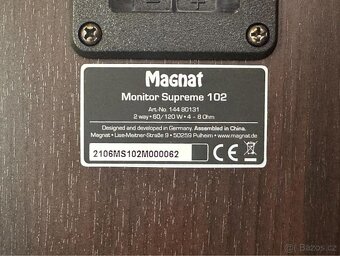 Magnat
Monitor Supreme 102
Art.-No. 144 80131
2 way • 60/120 W • 4 - 8 Ohm
Designed and developed in Germany. Assembled in China.
Magnat • Lise-Meitner-Straße 9 • 50259 Pulheim • www.magnat.de
2106MS102M000062
CE
Bazos.cz